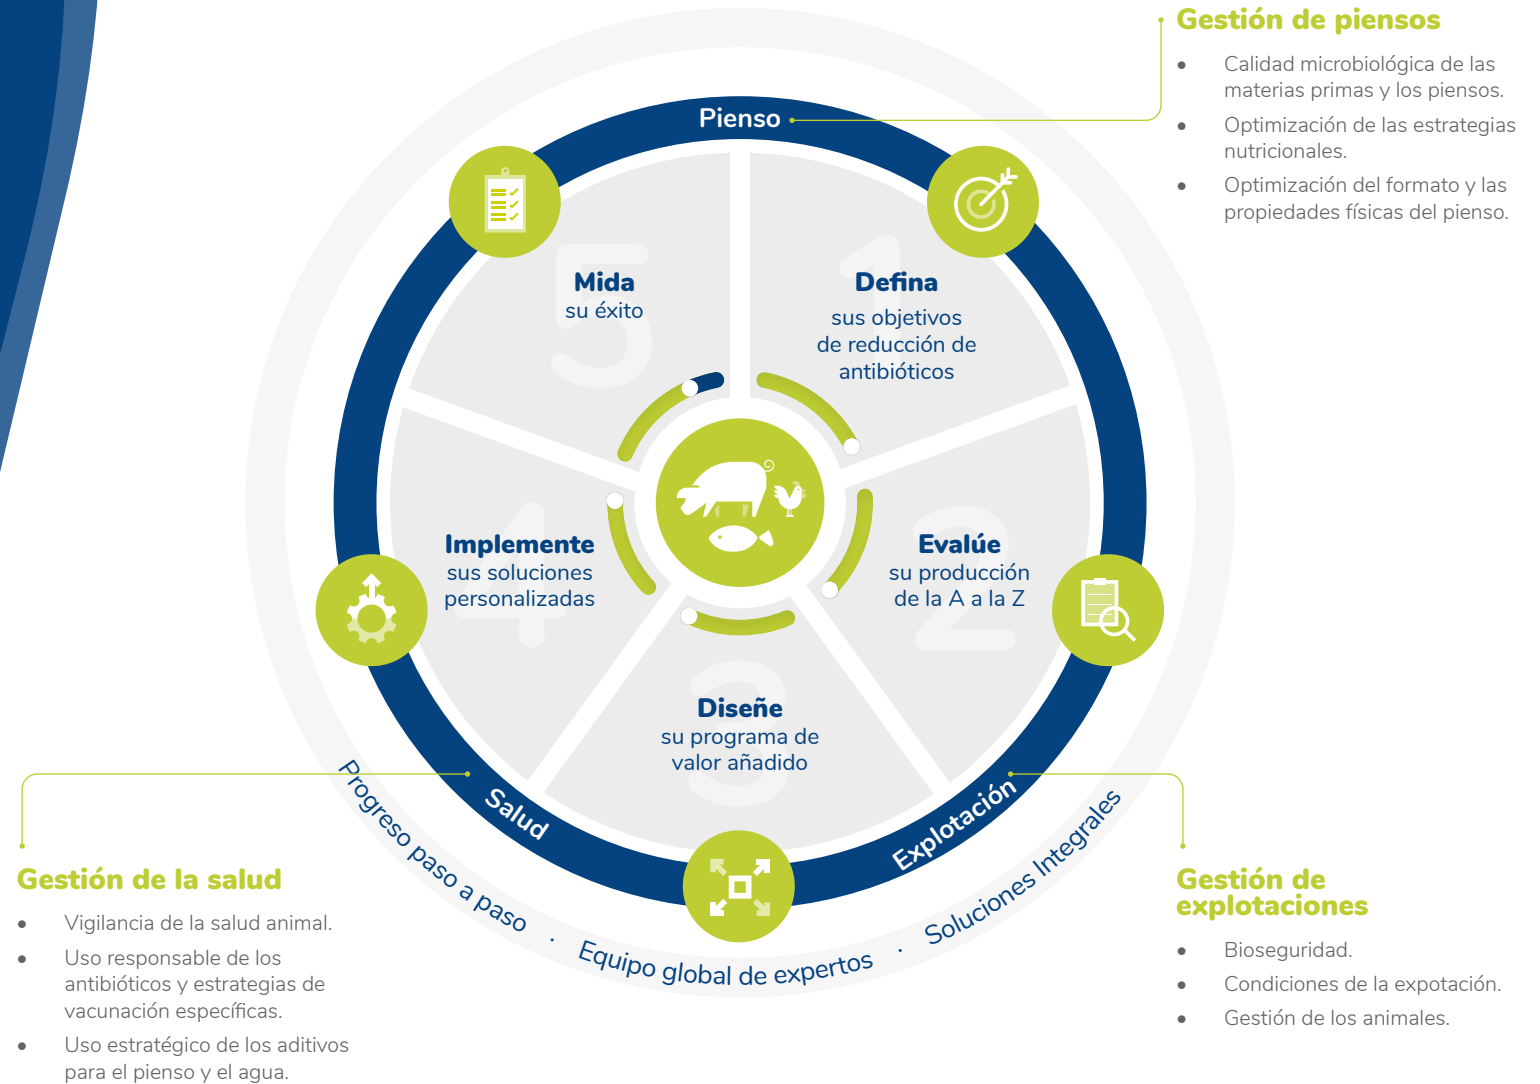 Gestión de piensos
• Calidad microbiológica de las
materias primas y los piensos.
• Optimización de las estrategias
nutricionales.
• Optimización del formato y las
propiedades físicas del pienso.
Pienso
1
Defina
sus objetivos
de reducción de
antibióticos
2
Evalúe
su producción
de la A a la Z
3
Diseñe
su programa de
valor añadido
4
Implemente
sus soluciones
personalizadas
5
Mida
su éxito
Salud
Explotación
Progreso paso a paso · Equipo global de expertos · Soluciones Integrales
Gestión de la salud
• Vigilancia de la salud animal.
• Uso responsable de los
antibióticos y estrategias de
vacunación específicas.
• Uso estratégico de los aditivos
para el pienso y el agua.
Gestión de
explotaciones
• Bioseguridad.
• Condiciones de la expotación.
• Gestión de los animales.